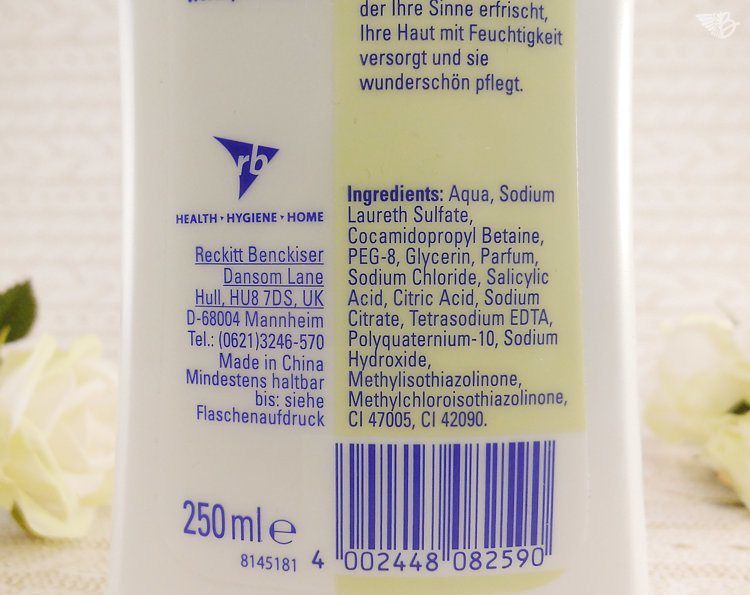 der Ihre Sinne erfrischt,
Ihre Haut mit Feuchtigkeit
versorgt und sie
wunderschön pflegt.
rb
HEALTH • HYGIENE • HOME
Reckitt Benckiser
Dansom Lane
Hull, HU8 7DS, UK
D-68004 Mannheim
Tel.: (0621)3246-570
Made in China
Mindestens haltbar
bis: siehe
Flaschenaufdruck
Ingredients: Aqua, Sodium
Laureth Sulfate,
Cocamidopropyl Betaine,
PEG-8, Glycerin, Parfum,
Sodium Chloride, Salicylic
Acid, Citric Acid, Sodium
Citrate, Tetrasodium EDTA,
Polyquaternium-10, Sodium
Hydroxide,
Methylisothiazolinone,
Methylchloroisothiazolinone,
CI 47005, CI 42090.
250 ml e
8145181
4 002448 082590
B